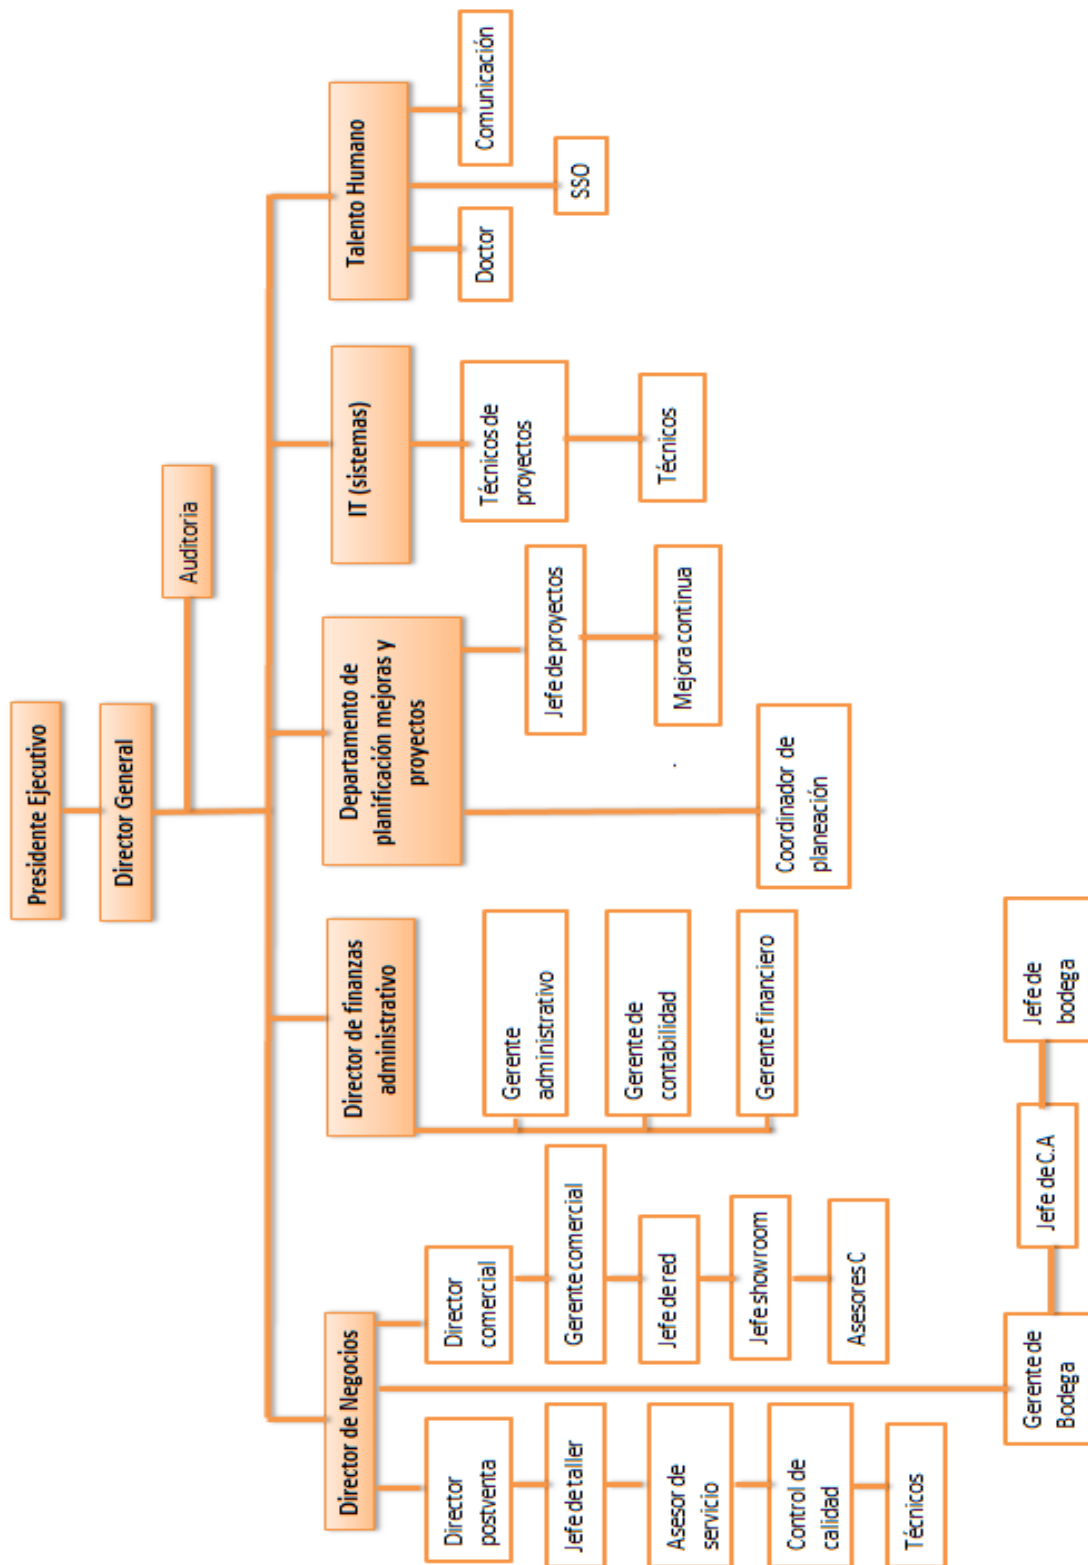 Presidente Ejecutivo
Director General
Auditoria
Director de Negocios
Director de finanzas
administrativo
Departamento de
planificación mejoras y
proyectos
IT (sistemas)
Talento Humano
Director
postventa
Jefe de taller
Asesor de
servicio
Control de
calidad
Técnicos
Director
comercial
Gerente comercial
Jefe de red
Jefe showroom
Asesores C
Gerente de
Bodega
Jefe de C.A
Jefe de
bodega
Gerente
administrativo
Gerente de
contabilidad
Gerente financiero
Coordinador de
planeación
Jefe de proyectos
Mejora continua
Técnicos de
proyectos
Técnicos
Doctor
SSO
Comunicación